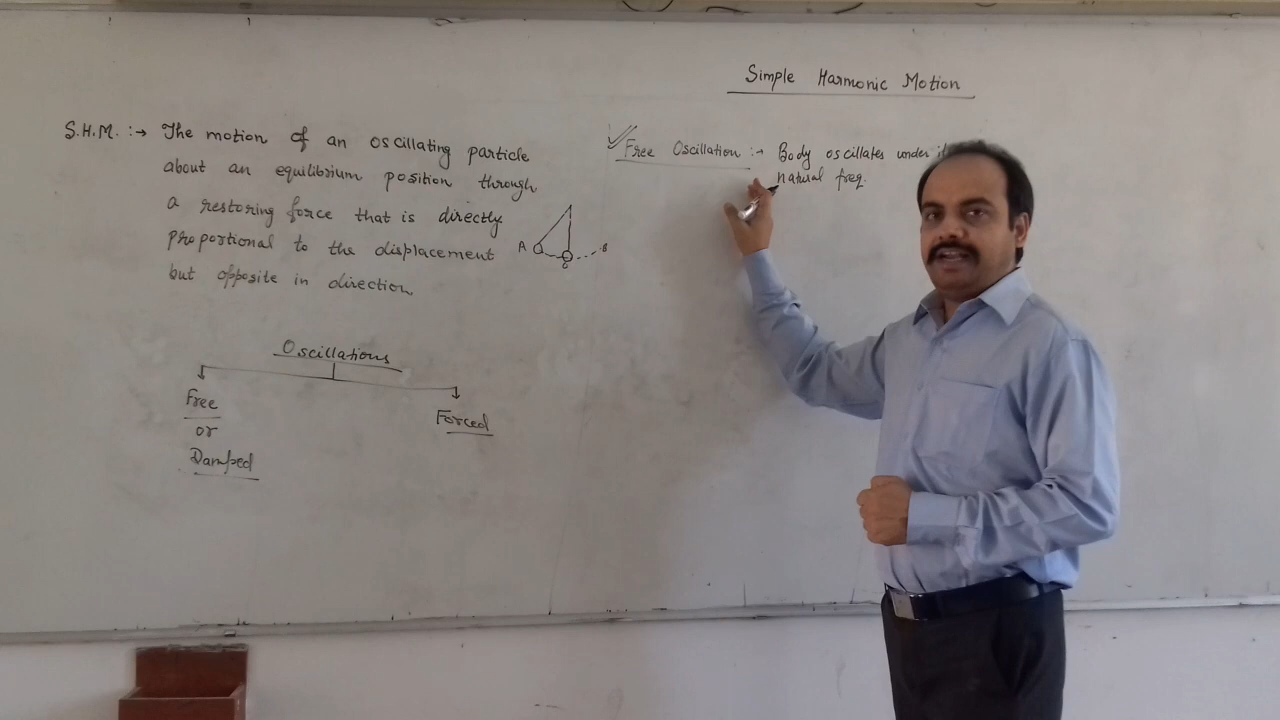 Simple Harmonic Motion
S.H.M. :→ The motion of an oscillating particle
about an equilibrium position through
a restoring force that is directly
proportional to the displacement
but opposite in direction.
A
O
B
Oscillations
Free
or
Damped
Forced
Free Oscillation :→ Body oscillates under
natural freq.